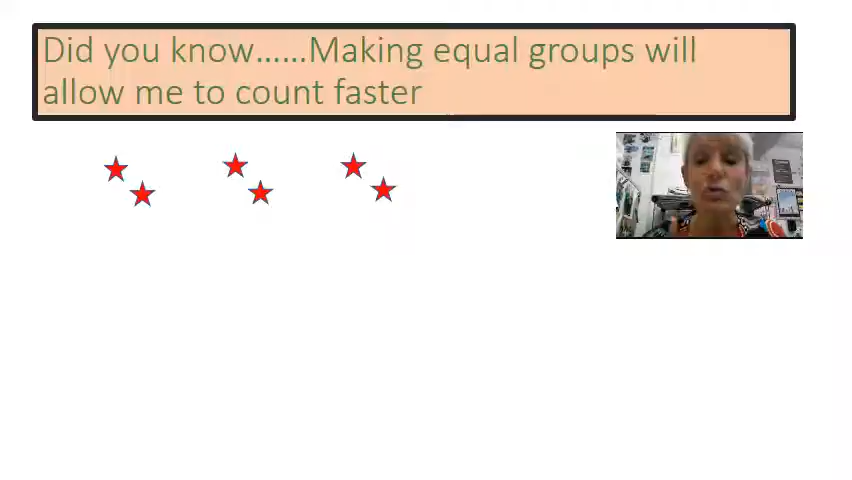 Did you know......Making equal groups will
allow me to count faster